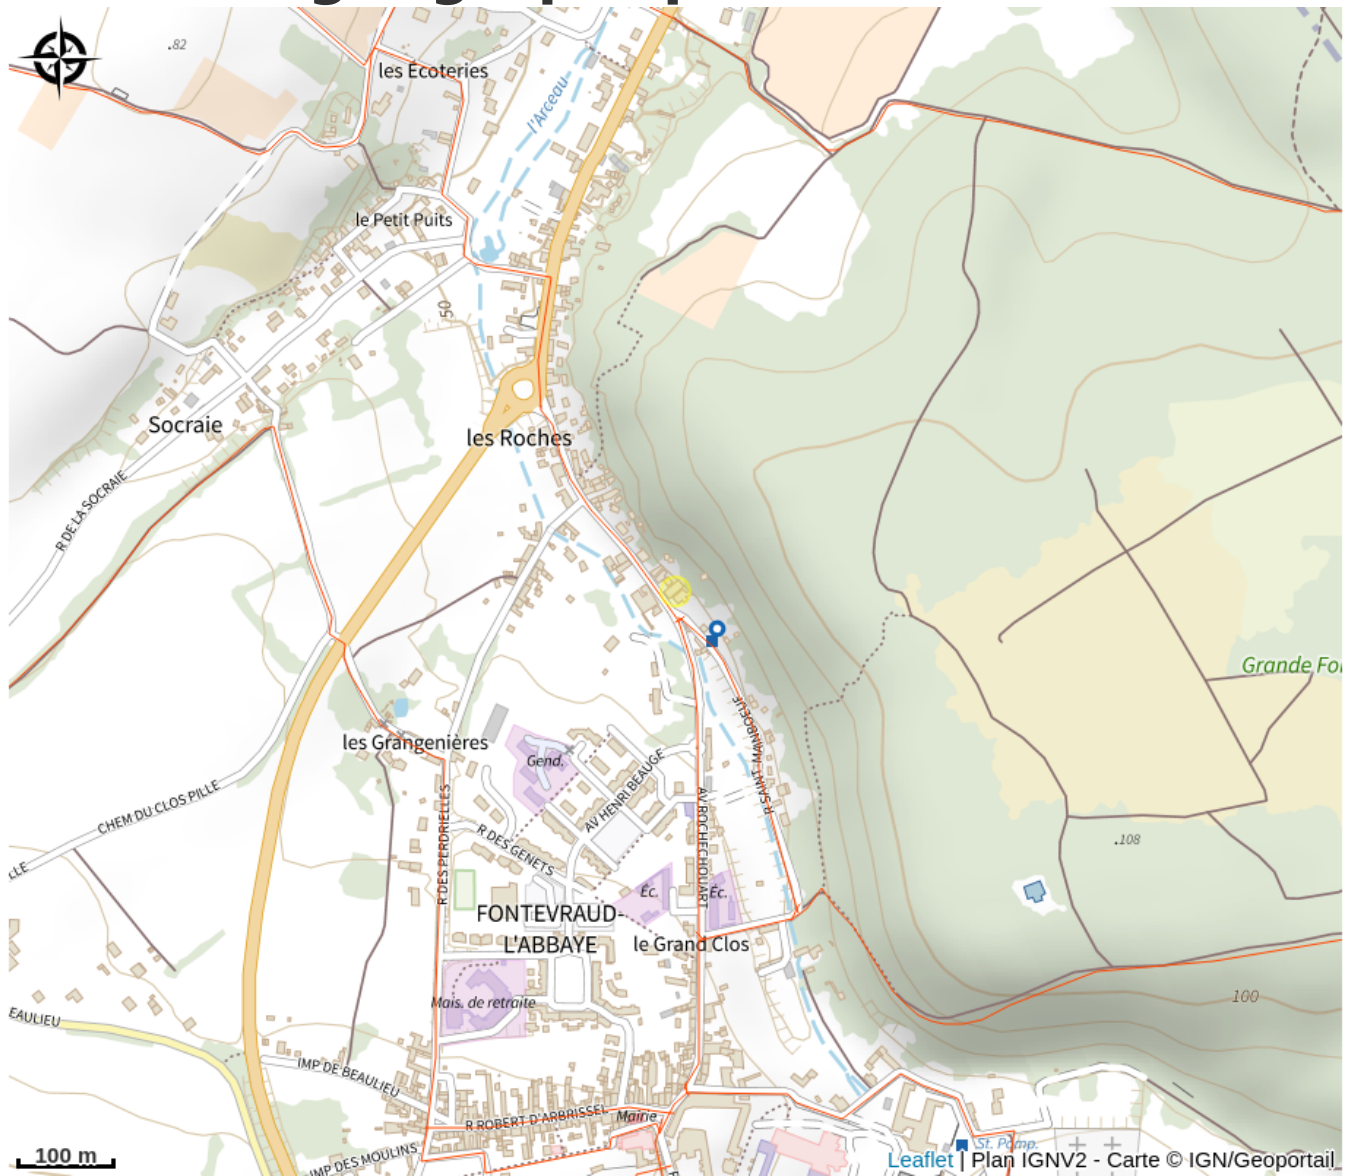 82
les Ecoteries
l'Arceau
le Petit Puits
50
Socraie
les Roches
R DE LA SOCRAIE
Grande Fo
les Grangenières
R SAINT-MAINBOEUF
Gend.
AV HENRI BEAUGE
CHEM DU CLOS PILLE
LLE
R DES PERDRIELLES
R DES GENETS
AV ROCHECHOUART
.108
Éc.
Éc.
FONTEVRAUD-
L'ABBAYE
le Grand Clos
Mais. de retraite
100
EAULIEU
IMP DE BEAULIEU
R ROBERT D'ARBRISSEL
Mairie
St. Pomp.
IMP DES MOULINS
100 m
Leaflet | Plan IGNV2 - Carte © IGN/Geoportail